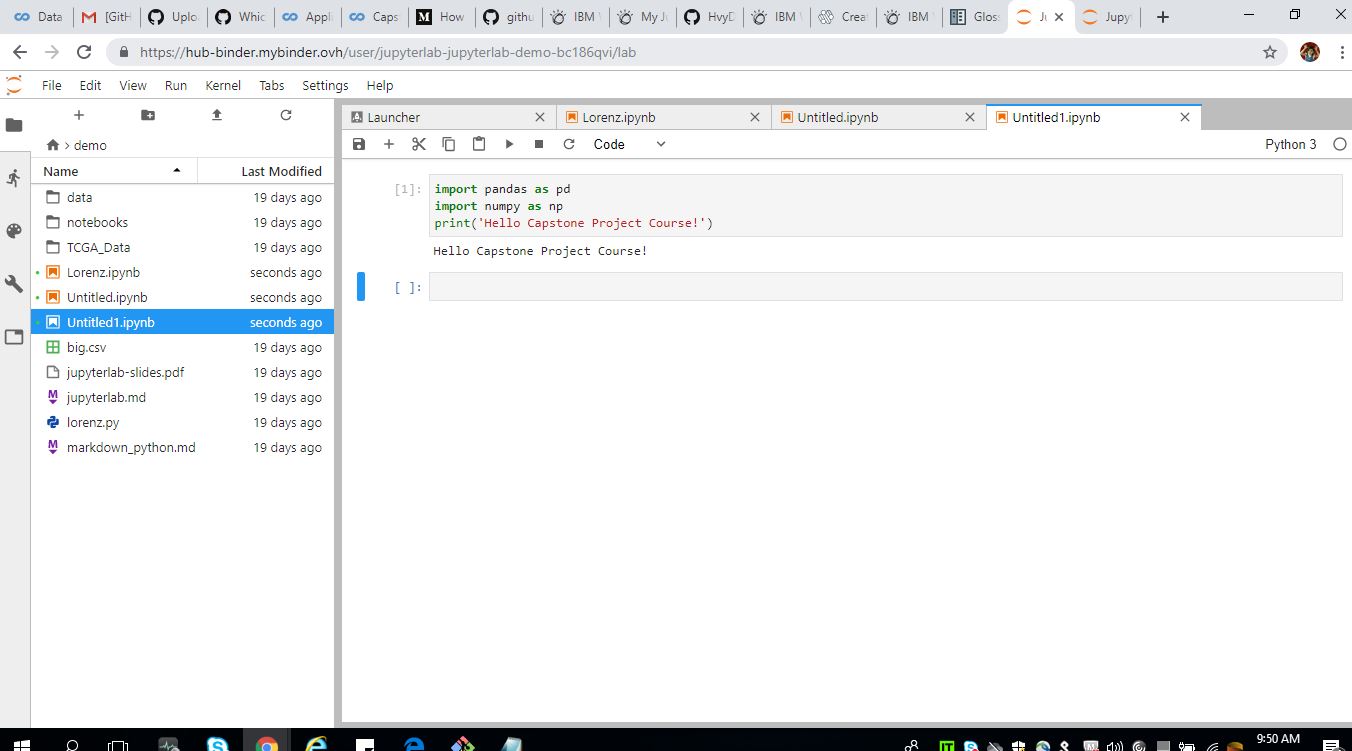 Data
[GitH
Uplo
Whic
Appli
Caps
How
githu
IBM
My J
HvyD
IBM
Crea
IBM
Glos
Jupy
https://hub-binder.mybinder.ovh/user/jupyterlab-jupyterlab-demo-bc186qvi/lab
File Edit View Run Kernel Tabs Settings Help
Launcher
Lorenz.ipynb
Untitled.ipynb
Untitled1.ipynb
demo
Code
Python 3
Name Last Modified
data 19 days ago
notebooks 19 days ago
TCGA_Data 19 days ago
Lorenz.ipynb seconds ago
Untitled.ipynb seconds ago
Untitled1.ipynb seconds ago
big.csv 19 days ago
jupyterlab-slides.pdf 19 days ago
jupyterlab.md 19 days ago
lorenz.py 19 days ago
markdown_python.md 19 days ago
[1]: import pandas as pd
import numpy as np
print('Hello Capstone Project Course!')
Hello Capstone Project Course!
[ ]:
9:50 AM